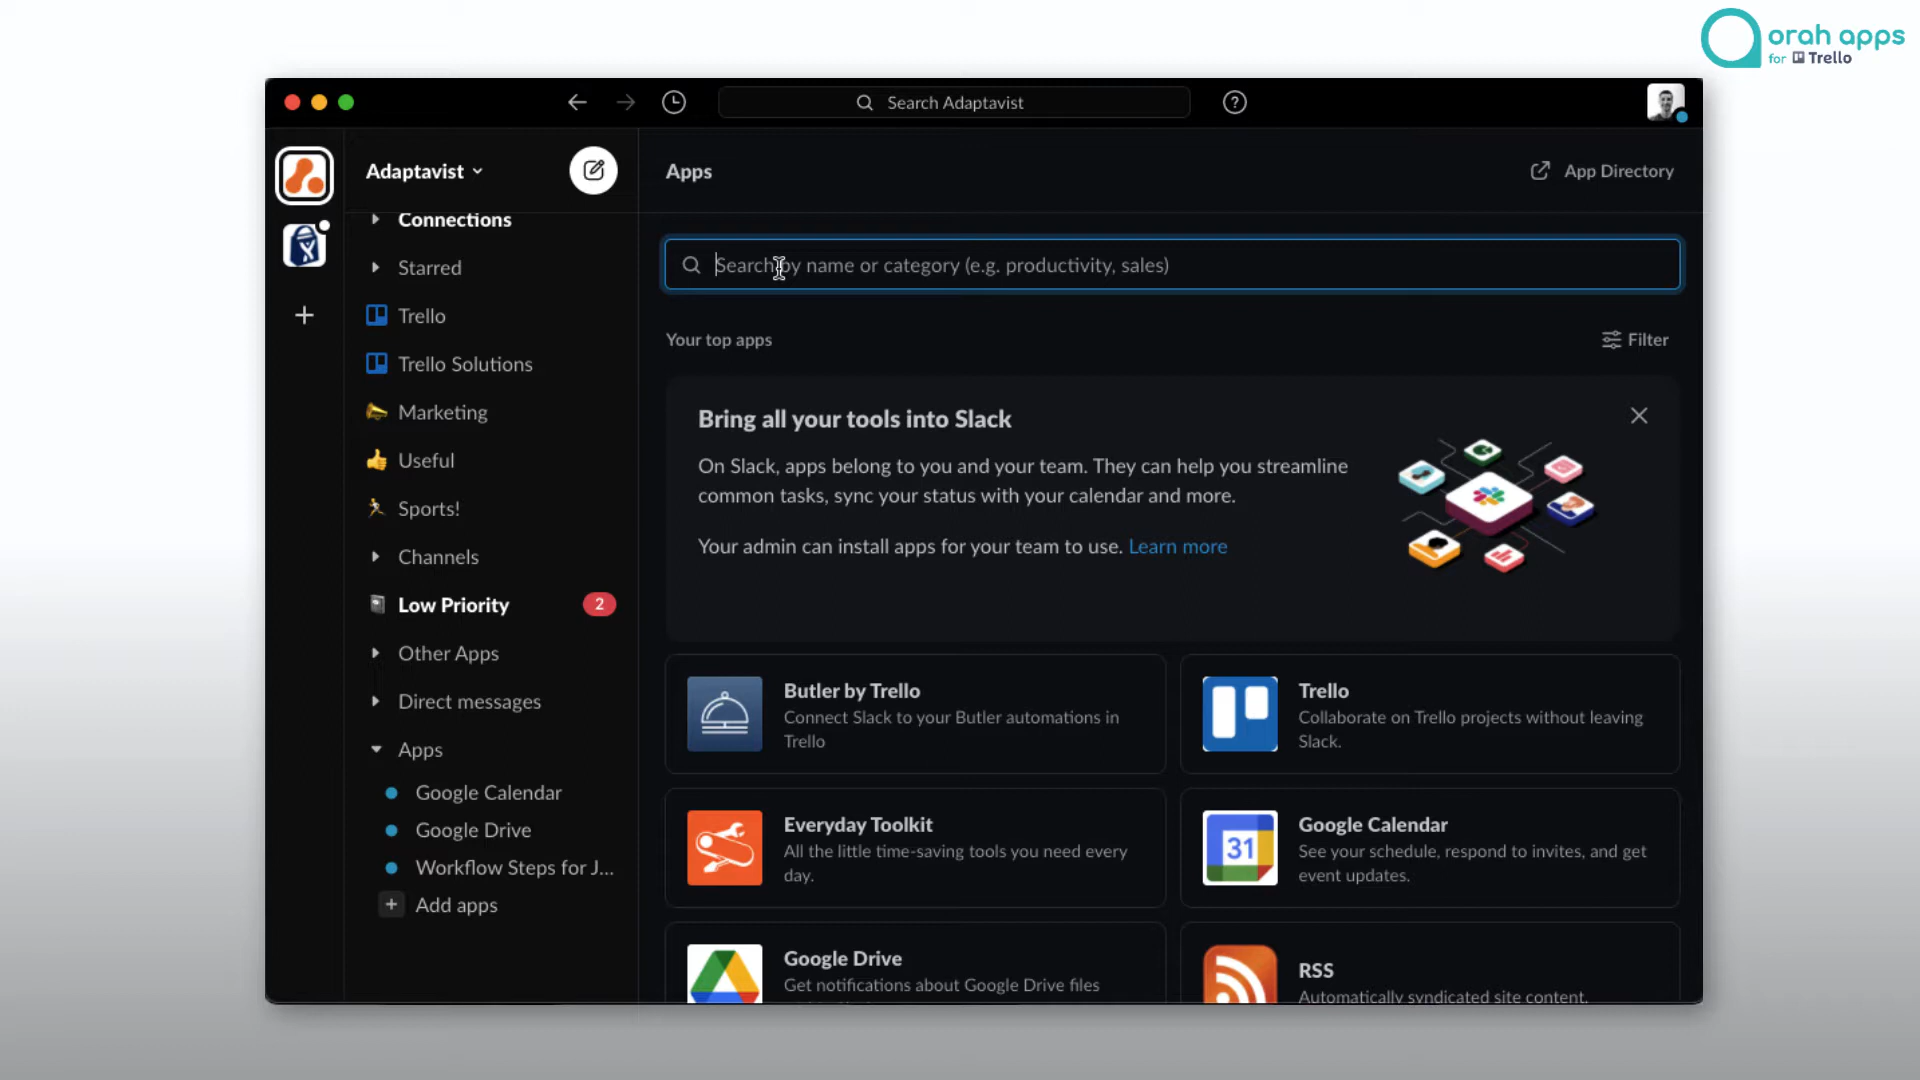 orah apps
for Trello
Search Adaptavist
Adaptavist
Apps
App Directory
Connections
Starred
Trello
Trello Solutions
Marketing
Useful
Sports!
Channels
Low Priority
2
Other Apps
Direct messages
Apps
Google Calendar
Google Drive
Workflow Steps for J...
Add apps
Search by name or category (e.g. productivity, sales)
Your top apps
Filter
Bring all your tools into Slack
On Slack, apps belong to you and your team. They can help you streamline
common tasks, sync your status with your calendar and more.
Your admin can install apps for your team to use. Learn more
Butler by Trello
Connect Slack to your Butler automations in
Trello
Trello
Collaborate on Trello projects without leaving
Slack.
Everyday Toolkit
All the little time-saving tools you need every
day.
31
Google Calendar
See your schedule, respond to invites, and get
event updates.
Google Drive
Get notifications about Google Drive files
RSS
Automatically syndicated site content.